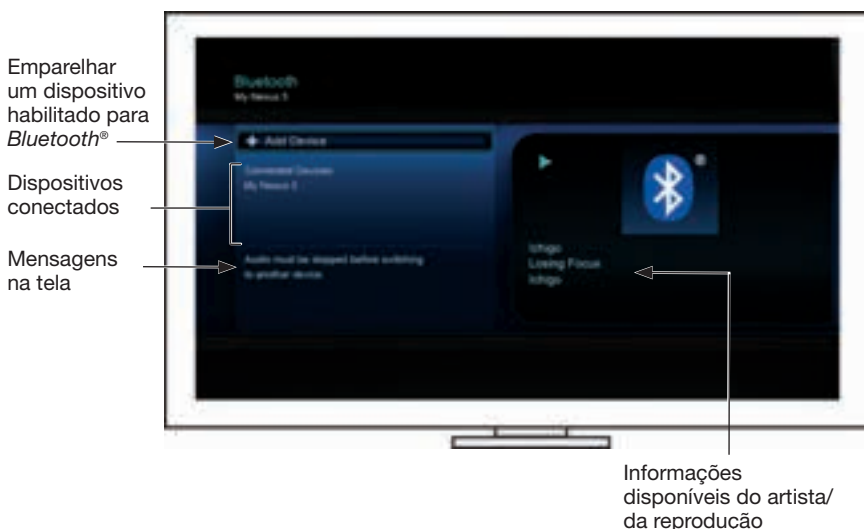 Emparelhar
um dispositivo
habilitado para
Bluetooth®
Dispositivos
conectados
Mensagens
na tela
Bluetooth
My Nexus 5
Add Device
Connected Devices
My Nexus 5
Audio must be stopped before switching
to another device.
®
Ichigo
Losing Focus
Ichigo
Informações
disponíveis do artista/
da reprodução